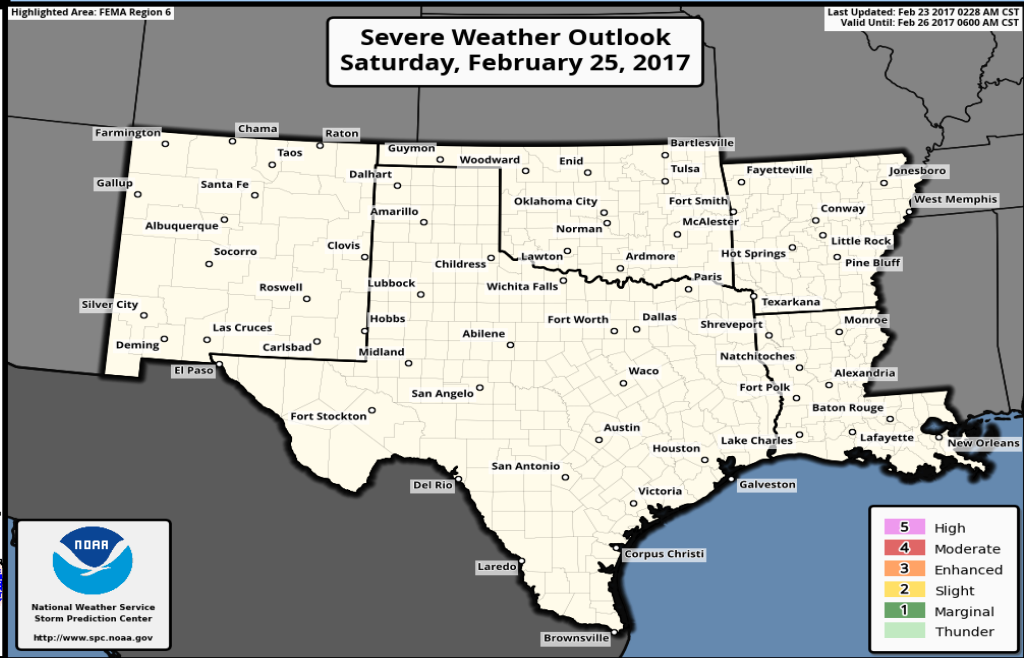 Highlighted Area: FEMA Region 6
Last Updated: Feb 23 2017 0228 AM CST
Valid Until: Feb 26 2017 0600 AM CST
Severe Weather Outlook
Saturday, February 25, 2017
Farmington
Chama
Raton
Guymon
Bartlesville
Taos
Woodward
Enid
Tulsa
Fayetteville
Jonesboro
Gallup
Santa Fe
Dalhart
Oklahoma City
Fort Smith
West Memphis
Albuquerque
Amarillo
Norman
McAlester
Conway
Socorro
Clovis
Childress
Lawton
Ardmore
Hot Springs
Little Rock
Pine Bluff
Roswell
Lubbock
Wichita Falls
Paris
Texarkana
Silver City
Las Cruces
Hobbs
Abilene
Fort Worth
Dallas
Shreveport
Monroe
Deming
Carlsbad
Midland
Natchitoches
El Paso
Waco
Alexandria
San Angelo
Fort Polk
Fort Stockton
Austin
Baton Rouge
Houston
Lake Charles
Lafayette
New Orleans
San Antonio
Del Rio
Victoria
Galveston
Corpus Christi
Laredo
Brownsville
NOAA
National Weather Service
Storm Prediction Center
http://www.spc.noaa.gov
5 High
4 Moderate
3 Enhanced
2 Slight
1 Marginal
Thunder